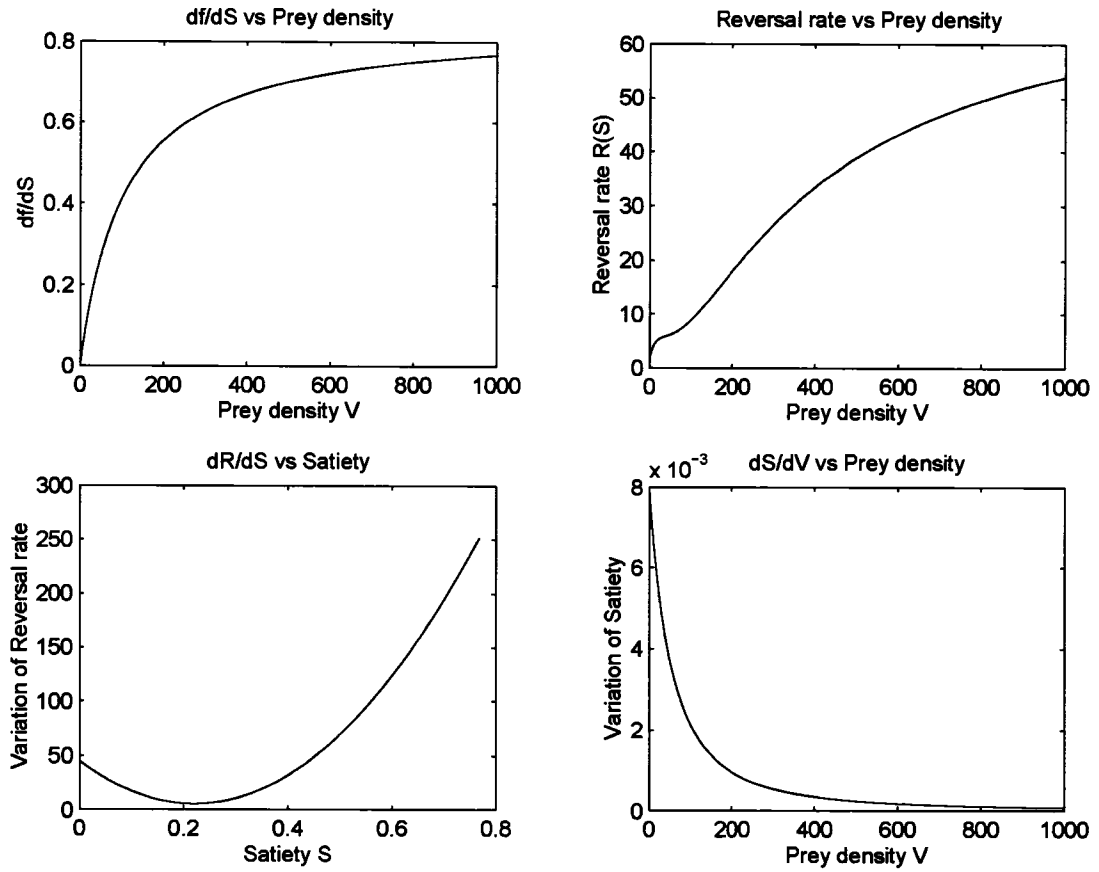 df/dS vs Prey density
0.8
0.6
0.4
0.2
0
df/dS
0 200 400 600 800 1000
Prey density V
Reversal rate vs Prey density
60
50
40
30
20
10
0
Reversal rate R(S)
0 200 400 600 800 1000
Prey density V
dR/dS vs Satiety
300
250
200
150
100
50
0
Variation of Reversal rate
0 0.2 0.4 0.6 0.8
Satiety S
x 10⁻³ dS/dV vs Prey density
8
6
4
2
0
Variation of Satiety
0 200 400 600 800 1000
Prey density V